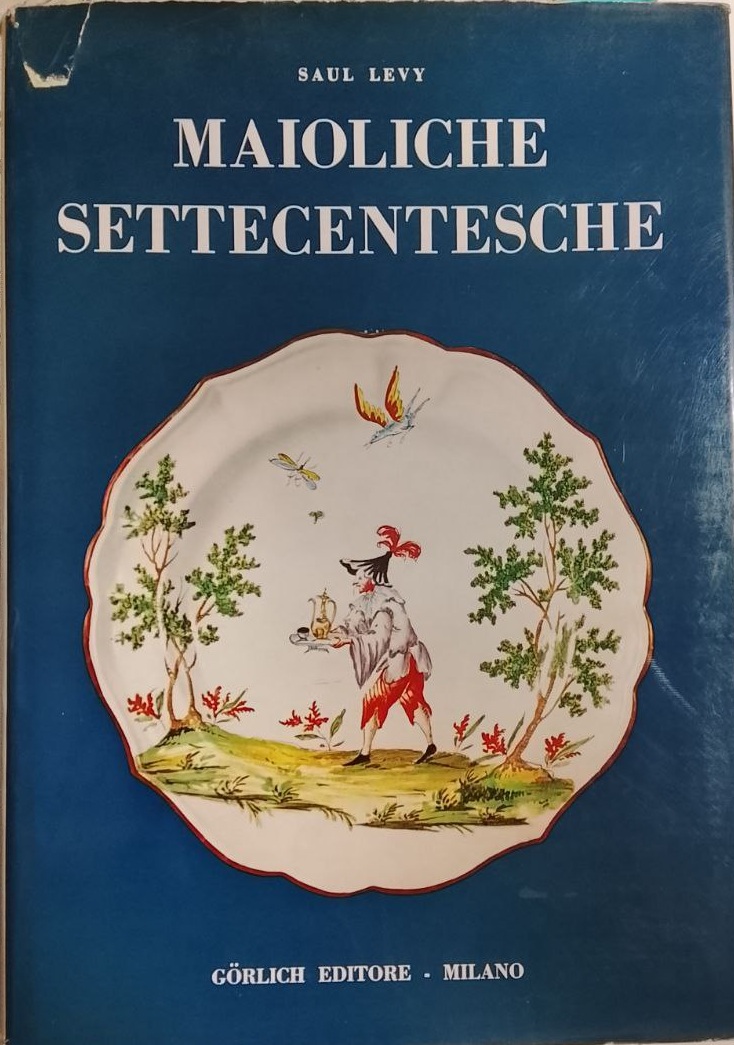 SAUL LEVY
MAIOLICHE
SETTECENTESCHE
GÖRLICH EDITORE - MILANO